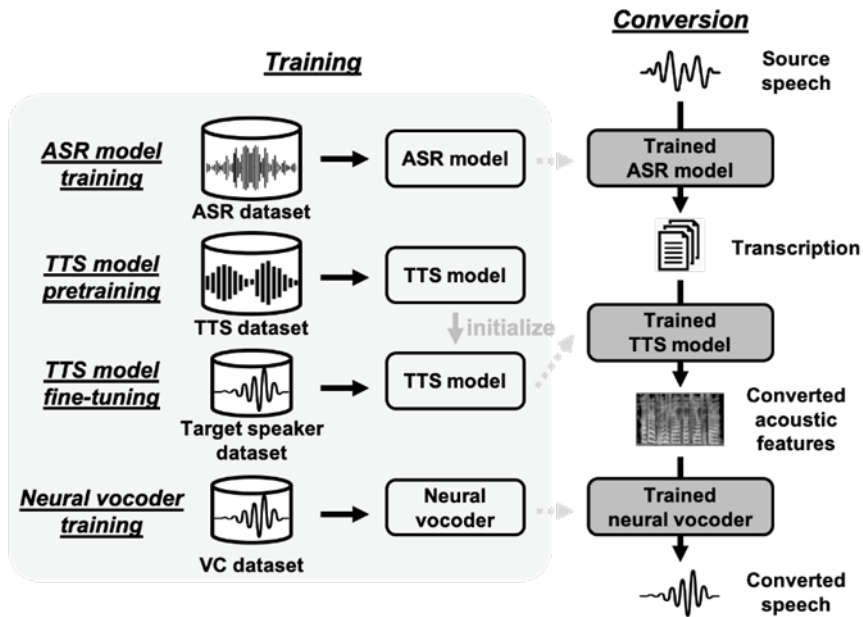 Training
ASR model
training
ASR dataset
ASR model
TTS model
pretraining
TTS dataset
TTS model
initialize
TTS model
fine-tuning
Target speaker
dataset
TTS model
Neural vocoder
training
VC dataset
Neural
vocoder
Conversion
Source
speech
Trained
ASR model
Transcription
Trained
TTS model
Converted
acoustic
features
Trained
neural vocoder
Converted
speech